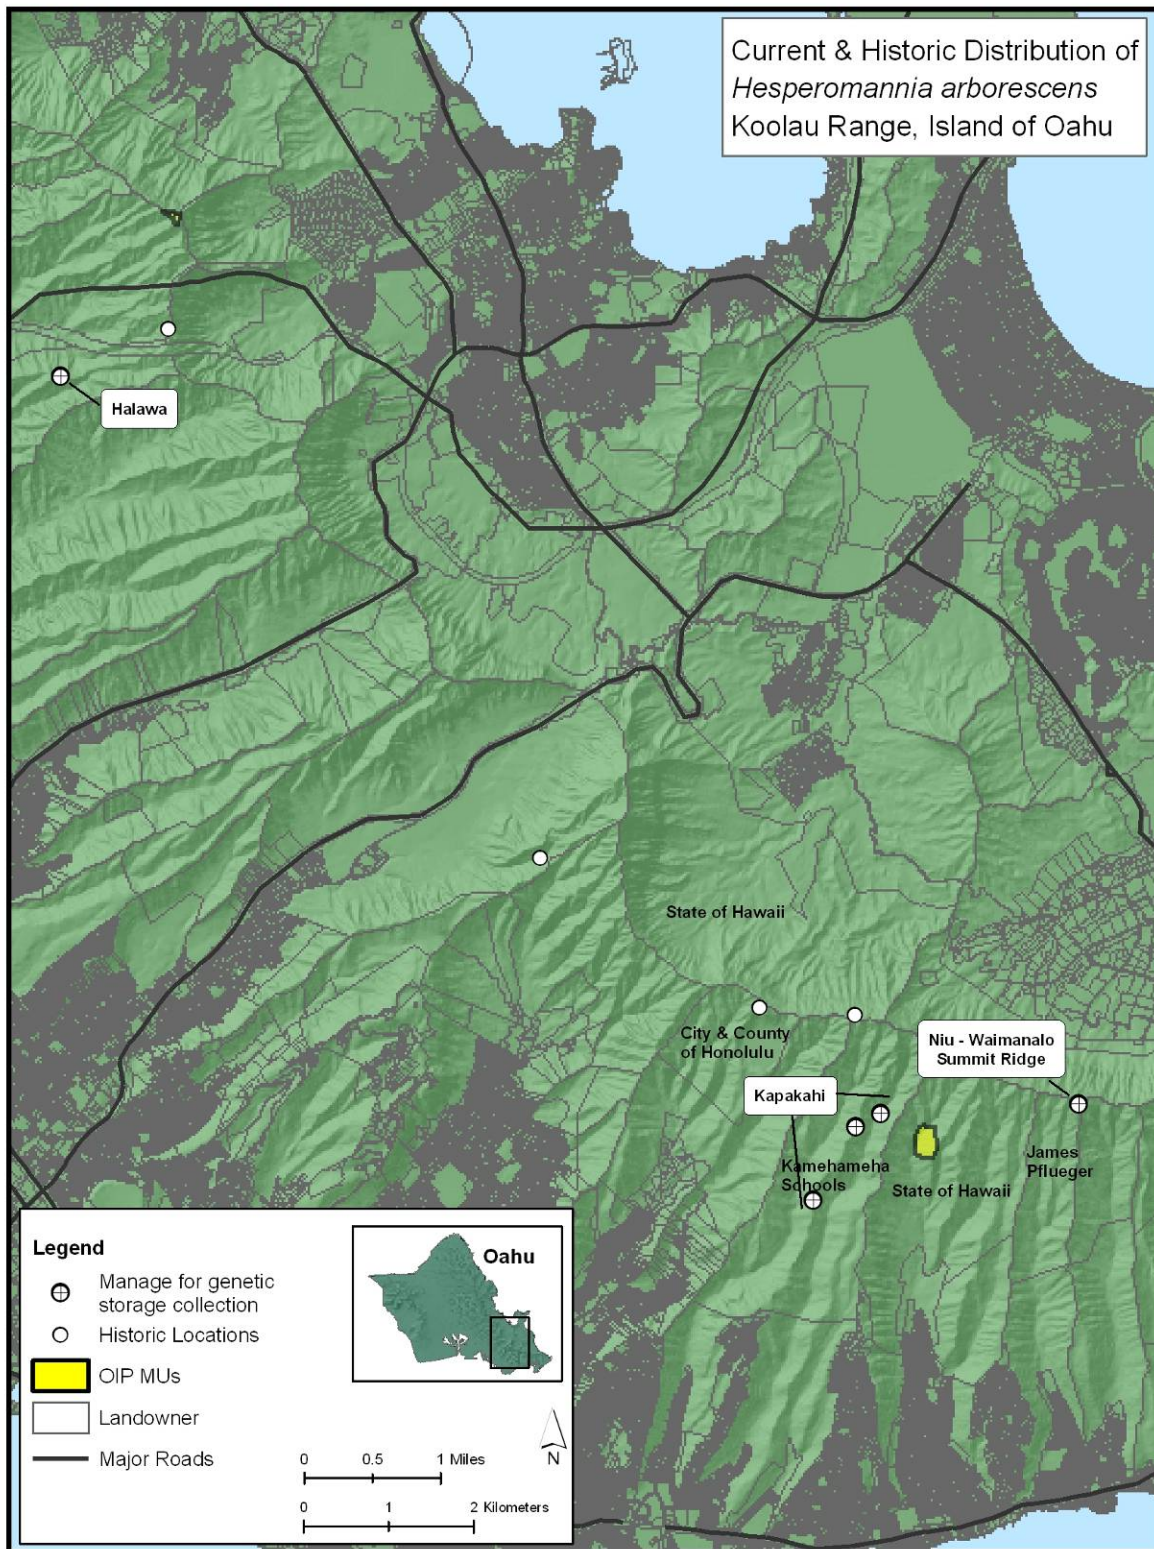 Current & Historic Distribution of
Hesperomannia arborescens
Koolau Range, Island of Oahu
Halawa
State of Hawaii
City & County
of Honolulu
Niu - Waimanalo
Summit Ridge
Kapakahi
Kamehameha
Schools
State of Hawaii
James
Pflueger
Legend
Manage for genetic
storage collection
Historic Locations
OIP MUs
Landowner
Major Roads
Oahu
N
0 0.5 1 Miles
0 1 2 Kilometers